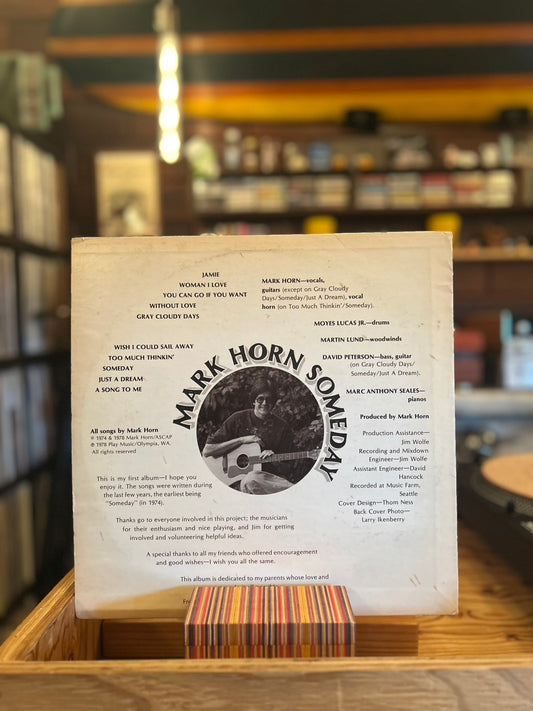 JAMIE
WOMAN I LOVE
YOU CAN GO IF YOU WANT
WITHOUT LOVE
GRAY CLOUDY DAYS
WISH I COULD SAIL AWAY
TOO MUCH THINKIN'
SOMEDAY
JUST A DREAM
A SONG TO ME
MARK HORN—vocals,
guitars (except on Gray Cloudy
Days/Someday/Just A Dream), vocal
horn (on Too Much Thinkin'/Someday).
MOYES LUCAS JR.—drums
MARTIN LUND—woodwinds
DAVID PETERSON—bass, guitar
(on Gray Cloudy Days/
Someday/Just A Dream).
MARC ANTHONY SEALES—
pianos
Produced by Mark Horn
Production Assistance—
Jim Wolfe
Recording and Mixdown
Engineer—Jim Wolfe
Assistant Engineer—David
Hancock
Recorded at Music Farm,
Seattle
Cover Design—Thom Ness
Back Cover Photo—
Larry Ikenberry
MARK HORN SOMEDAY
All songs by Mark Horn
© 1974 & 1978 Mark Horn/ASCAP
℗ 1978 Play Music/Olympia, WA.
All rights reserved
This is my first album—I hope you
enjoy it. The songs were written during
the last few years, the earliest being
"Someday" (in 1974).
Thanks go to everyone involved in this project; the musicians
for their enthusiasm and nice playing, and Jim for getting
involved and volunteering helpful ideas.
A special thanks to all my friends who offered encouragement
and good wishes—I wish you all the same.
This album is dedicated to my parents whose love and